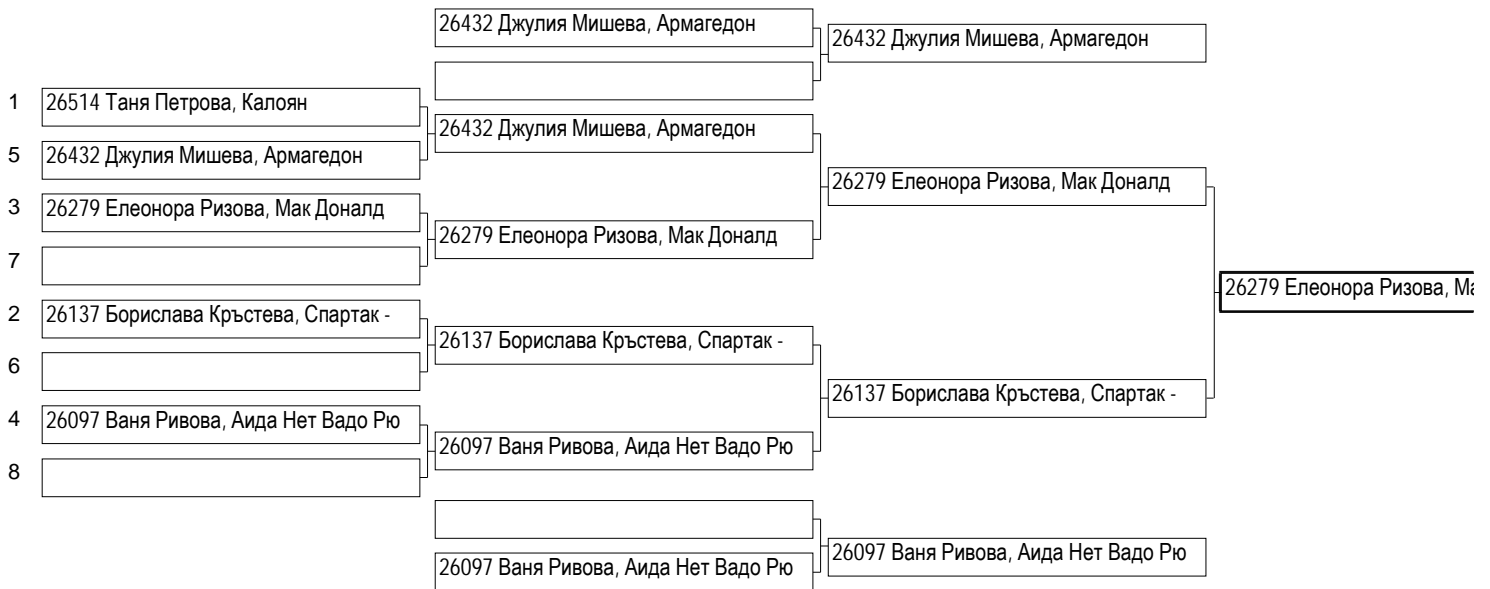 26432 Джулия Мишева, Армагедон
26432 Джулия Мишева, Армагедон
1 26514 Таня Петрова, Калоян
26432 Джулия Мишева, Армагедон
5 26432 Джулия Мишева, Армагедон
26279 Елеонора Ризова, Мак Доналд
3 26279 Елеонора Ризова, Мак Доналд
26279 Елеонора Ризова, Мак Доналд
7
26279 Елеонора Ризова,
2 26137 Борислава Кръстева, Спартак -
26137 Борислава Кръстева, Спартак -
6
26137 Борислава Кръстева, Спартак -
4 26097 Ваня Ривова, Аида Нет Вадо Рю
26097 Ваня Ривова, Аида Нет Вадо Рю
8
26097 Ваня Ривова, Аида Нет Вадо Рю
26097 Ваня Ривова, Аида Нет Вадо Рю